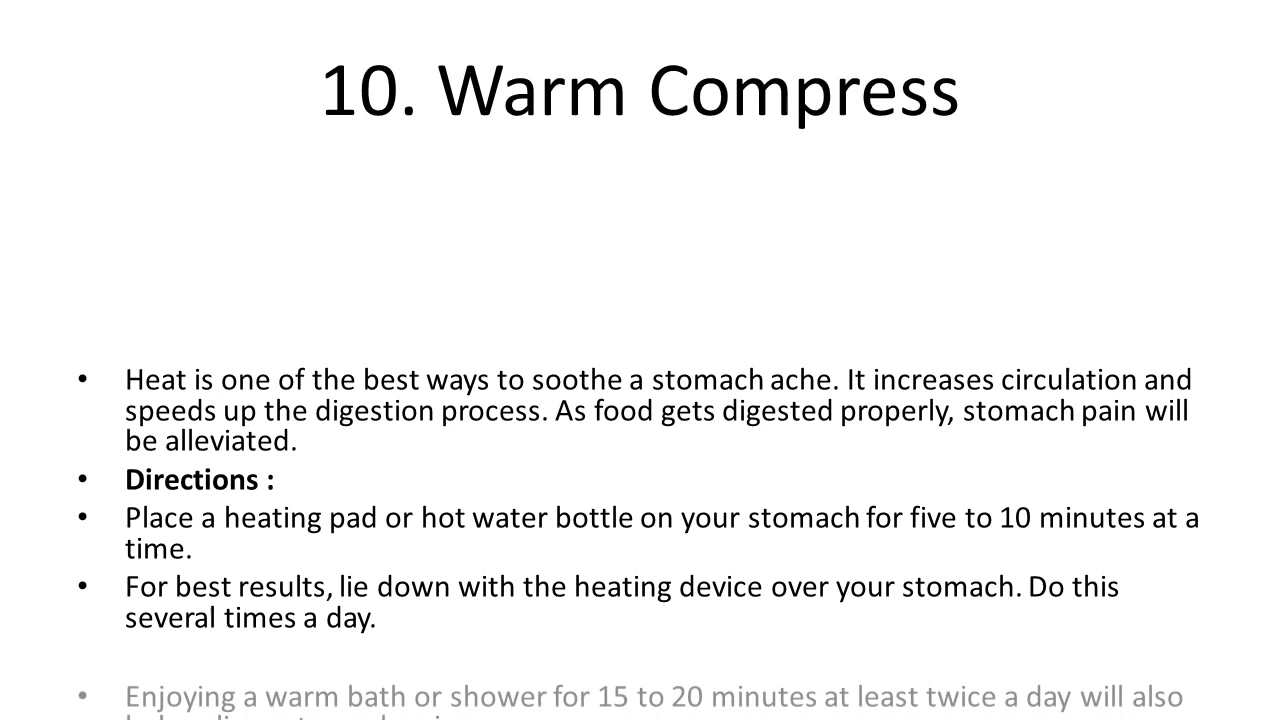 10. Warm Compress
• Heat is one of the best ways to soothe a stomach ache. It increases circulation and
speeds up the digestion process. As food gets digested properly, stomach pain will
be alleviated.
• Directions :
• Place a heating pad or hot water bottle on your stomach for five to 10 minutes at a
time.
• For best results, lie down with the heating device over your stomach. Do this
several times a day.
• Enjoying a warm bath or shower for 15 to 20 minutes at least twice a day will also